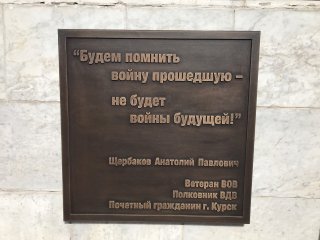 “Будем помнить
войну прошедшую –
не будет
войны будущей!”
Щербаков Анатолий Павлович
Ветеран ВОВ
Полковник ВДВ
Почетный гражданин г. Курск